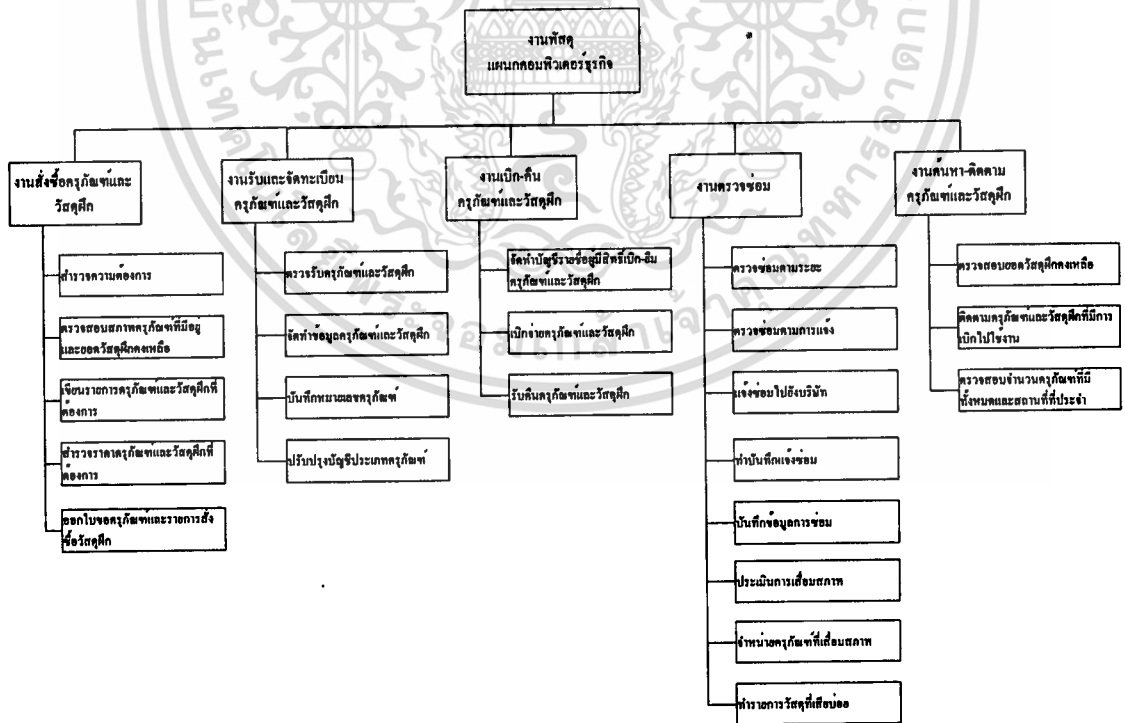 งานพัสดุ
แผนกคอมพิวเตอร์ธุรกิจ
งานสั่งซื้อครุภัณฑ์และ
วัสดุฝึก
สำรวจความต้องการ
ตรวจสอบสภาพครุภัณฑ์ที่มีอยู่
และยอดวัสดุฝึกคงเหลือ
เขียนรายการครุภัณฑ์และวัสดุฝึกที่
ต้องการ
สำรวจราคาครุภัณฑ์และวัสดุฝึกที่
ต้องการ
ออกใบขอครุภัณฑ์และรายการสั่ง
ซื้อวัสดุฝึก
งานรับและจัดทะเบียน
ครุภัณฑ์และวัสดุฝึก
ตรวจรับครุภัณฑ์และวัสดุฝึก
จัดทำข้อมูลครุภัณฑ์และวัสดุฝึก
บันทึกหมายเลขครุภัณฑ์
ปรับปรุงบัญชีประเภทครุภัณฑ์
งานเบิก-คืน
ครุภัณฑ์และวัสดุฝึก
จัดทำบัญชีรายชื่อผู้มีสิทธิ์เบิก-ยืม
ครุภัณฑ์และวัสดุฝึก
เบิกจ่ายครุภัณฑ์และวัสดุฝึก
รับคืนครุภัณฑ์และวัสดุฝึก
งานตรวจซ่อม
ตรวจซ่อมตามระยะ
ตรวจซ่อมตามการแจ้ง
แจ้งซ่อมไปยังบริษัท
ทำบันทึกแจ้งซ่อม
บันทึกข้อมูลการซ่อม
ประเมินการเสื่อมสภาพ
จำหน่ายครุภัณฑ์ที่เสื่อมสภาพ
ทำรายการวัสดุที่เสียบ่อย
งานค้นหา-ติดตาม
ครุภัณฑ์และวัสดุฝึก
ตรวจสอบยอดวัสดุฝึกคงเหลือ
ติดตามครุภัณฑ์และวัสดุฝึกที่มีการ
เบิกไปใช้งาน
ตรวจสอบจำนวนครุภัณฑ์ที่มี
ทั้งหมดและสถานที่ที่ประจำ